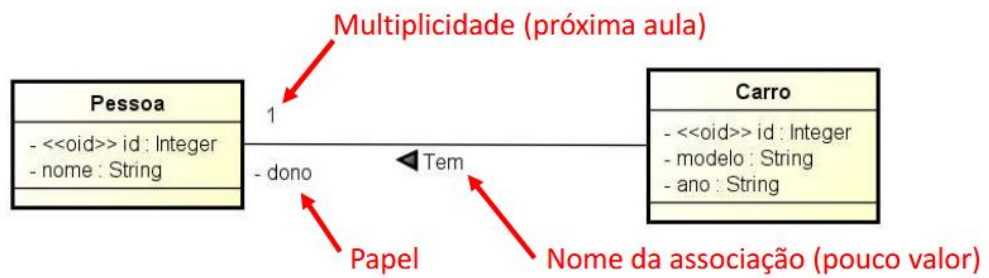 Multiplicidade (próxima aula)
Pessoa
- <<oid>> id : Integer
- nome : String
1
- dono
Tem
Carro
- <<oid>> id : Integer
- modelo : String
- ano : String
Papel
Nome da associação (pouco valor)